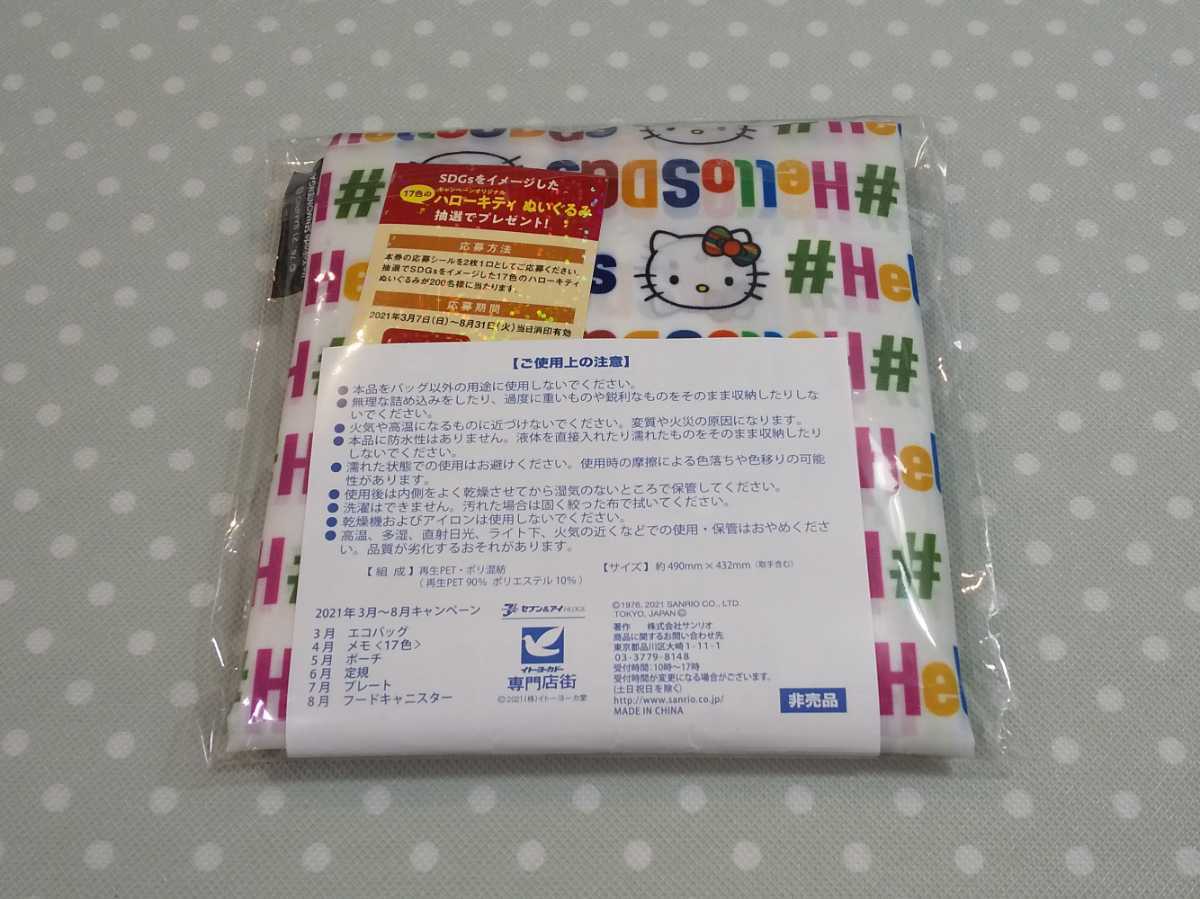 #Hel
#HelloSDGs
#HelloSDGs
#Hel
SDGsをイメージした
17色の
キャンペーンオリジナル
ハローキティ ぬいぐるみ
抽選でプレゼント!
応募方法
本券の応募シールを2枚1口としてご応募ください。
抽選でSDGsをイメージした17色のハローキティ
ぬいぐるみが200名様に当たります。
応募期間
2021年3月7日(日)〜8月31日(火)当日消印有効
【ご使用上の注意】
● 本品をバッグ以外の用途に使用しないでください。
● 無理な詰め込みをしたり、過度に重いものや鋭利なものをそのまま収納したりしな
いでください。
● 火気や高温になるものに近づけないでください。変質や火災の原因になります。
● 本品に防水性はありません。液体を直接入れたり濡れたものをそのまま収納したり
しないでください。
● 濡れた状態での使用はお避けください。使用時の摩擦による色落ちや色移りの可能
性があります。
● 使用後は内側をよく乾燥させてから湿気のないところで保管してください。
● 洗濯はできません。汚れた場合は固く絞った布で拭いてください。
● 乾燥機およびアイロンは使用しないでください。
● 高温、多湿、直射日光、ライト下、火気の近くなどでの使用・保管はおやめくださ
い。品質が劣化するおそれがあります。
【組成】再生PET・ポリ混紡
(再生PET 90% ポリエステル 10%)
【サイズ】約490mm×432mm(取手含む)
2021年3月〜8月キャンペーン
3月 エコバッグ
4月 メモ<17色>
5月 ポーチ
6月 定規
7月 プレート
8月 フードキャニスター
セブン&アイ HLDGS.
イトーヨーカドー
専門店街
©2021(株)イトーヨーカ堂
©1976, 2021 SANRIO CO., LTD.
TOKYO, JAPAN Ⓛ
著作 株式会社サンリオ
商品に関するお問い合わせ先
東京都品川区大崎1-11-1
03-3779-8148
受付時間:10時〜17時
受付時間が変更になる場合がございます。
(土日祝日を除く)
http://www.sanrio.co.jp/
MADE IN CHINA
非売品